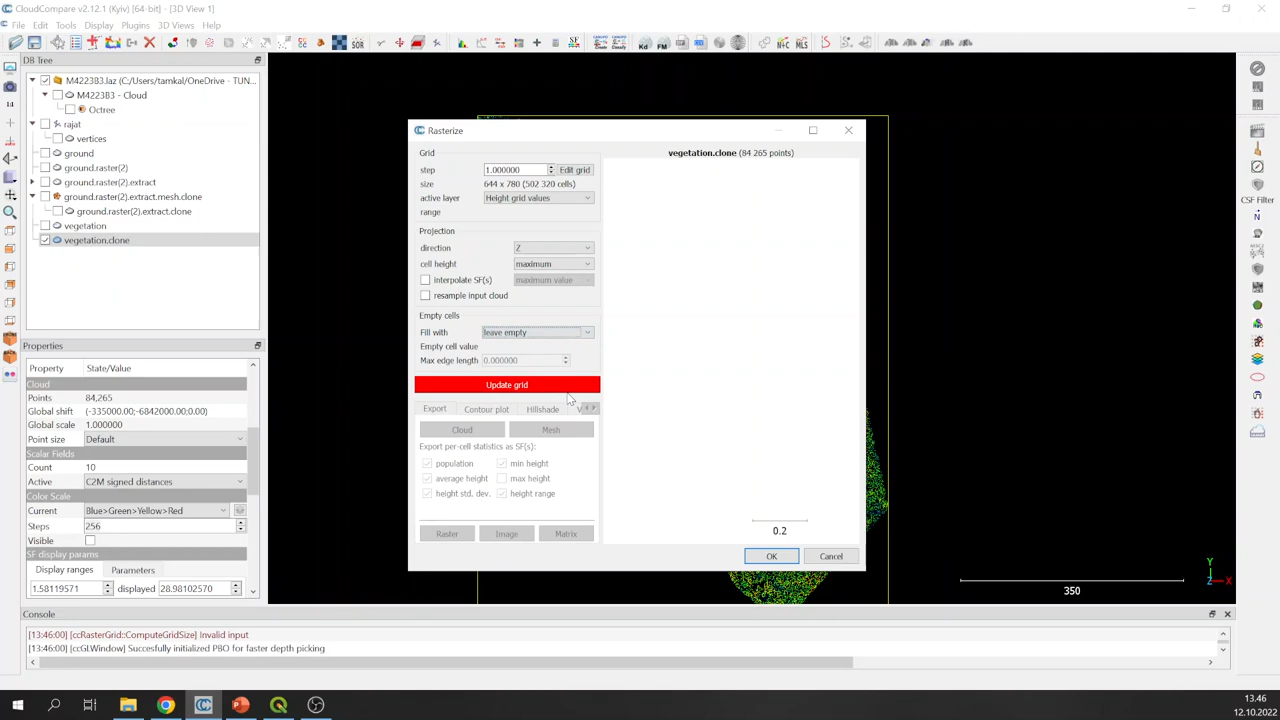 CloudCompare v2.12.1 (Kyiv) [64-bit] - [3D View 1]
File Edit Tools Display Plugins 3D Views Help
SOR SF Kd FM N+C MLS
DB Tree
M4223B3.laz (C:/Users/tamkal/OneDrive - TUN...
M4223B3 - Cloud
Octree
rajat
vertices
ground
ground.raster(2)
ground.raster(2).extract
ground.raster(2).extract.mesh.clone
ground.raster(2).extract.clone
vegetation
vegetation.clone
1:1
CSF Filter
Properties
Property State/Value
Cloud
Points 84,265
Global shift (-335000.00;-6842000.00;0.00)
Global scale 1.000000
Point size Default
Scalar Fields
Count 10
Active C2M signed distances
Color Scale
Current Blue>Green>Yellow>Red
Steps 256
Visible
SF display params
Display ranges Parameters
1.58119571 displayed 28.98102570
Rasterize
Grid
step 1.000000 Edit grid
size 644 x 780 (502 320 cells)
active layer Height grid values
range
Projection
direction Z
cell height maximum
interpolate SF(s) maximum value
resample input cloud
Empty cells
Fill with leave empty
Empty cell value
Max edge length 0.000000
Update grid
Export Contour plot Hillshade V
Cloud Mesh
Export per-cell statistics as SF(s):
population min height
average height max height
height std. dev. height range
Raster Image Matrix
vegetation.clone (84 265 points)
0.2
OK Cancel
Y
Z X
350
Console
[13:46:00] [ccRasterGrid::ComputeGridSize] Invalid input
[13:46:00] [ccGLWindow] Succesfully initialized PBO for faster depth picking
13.46
12.10.2022